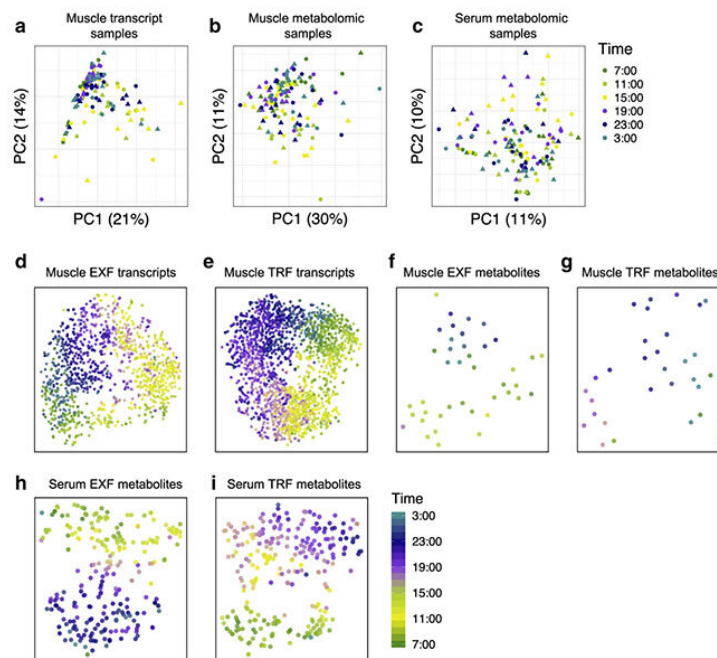 a Muscle transcript samples
b Muscle metabolomic samples
c Serum metabolomic samples
PC2 (14%)
PC1 (21%)
PC2 (11%)
PC1 (30%)
PC2 (10%)
PC1 (11%)
Time
7:00
11:00
15:00
19:00
23:00
3:00
d Muscle EXF transcripts
e Muscle TRF transcripts
f Muscle EXF metabolites
g Muscle TRF metabolites
h Serum EXF metabolites
i Serum TRF metabolites
Time
3:00
23:00
19:00
15:00
11:00
7:00